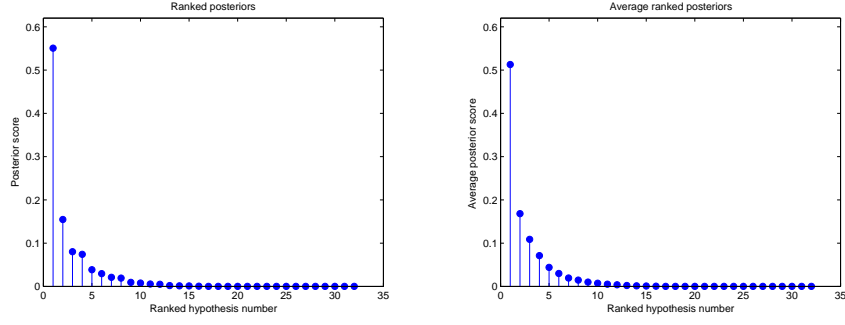 Ranked posteriors
0.6
0.5
0.4
0.3
0.2
0.1
0
Posterior score
0 5 10 15 20 25 30 35
Ranked hypothesis number
Average ranked posteriors
0.6
0.5
0.4
0.3
0.2
0.1
0
Average posterior score
0 5 10 15 20 25 30 35
Ranked hypothesis number